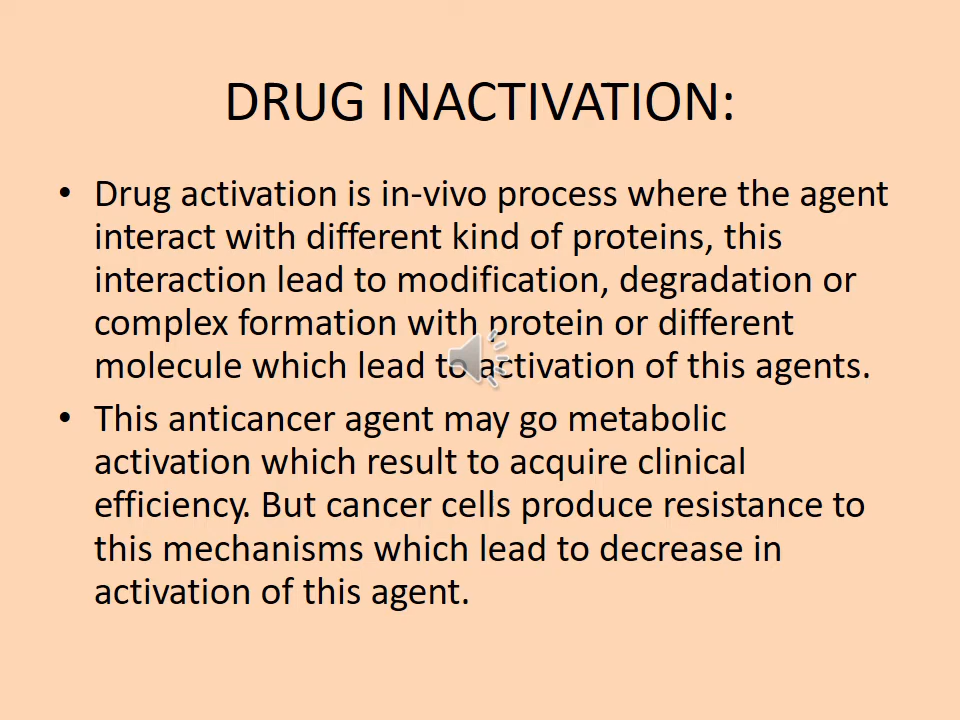 DRUG INACTIVATION:
• Drug activation is in-vivo process where the agent
interact with different kind of proteins, this
interaction lead to modification, degradation or
complex formation with protein or different
molecule which lead to activation of this agents.
• This anticancer agent may go metabolic
activation which result to acquire clinical
efficiency. But cancer cells produce resistance to
this mechanisms which lead to decrease in
activation of this agent.